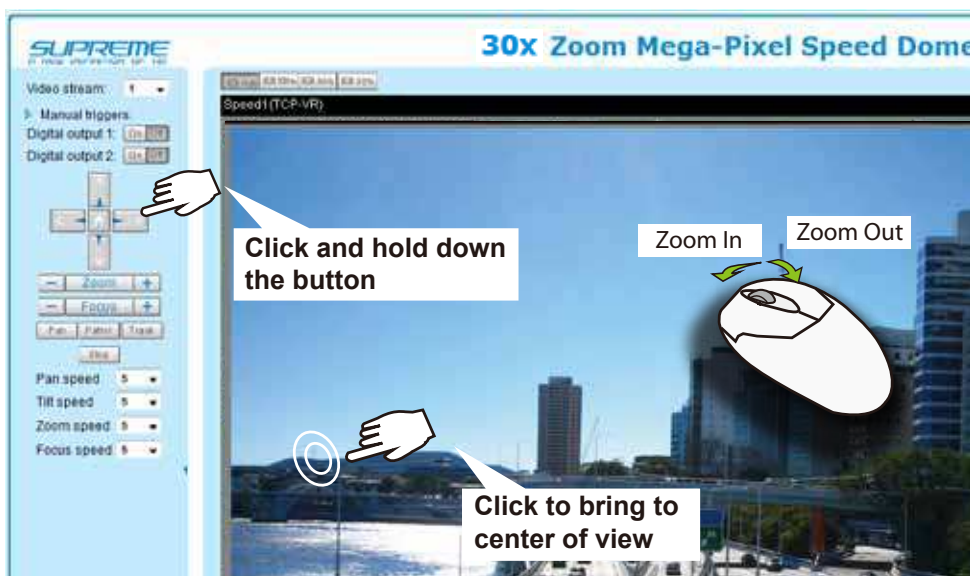 SUPREME
30x Zoom Mega-Pixel Speed Dome
Video stream: 1
Manual triggers
Digital output 1: On Off
Digital output 2: On Off
Speed1(TCP-VR)
Click and hold down
the button
Zoom In
Zoom Out
− Zoom +
− Focus +
Pan Patrol Track
Stop
Pan speed 5
Tilt speed 5
Zoom speed 5
Focus speed 5
Click to bring to
center of view